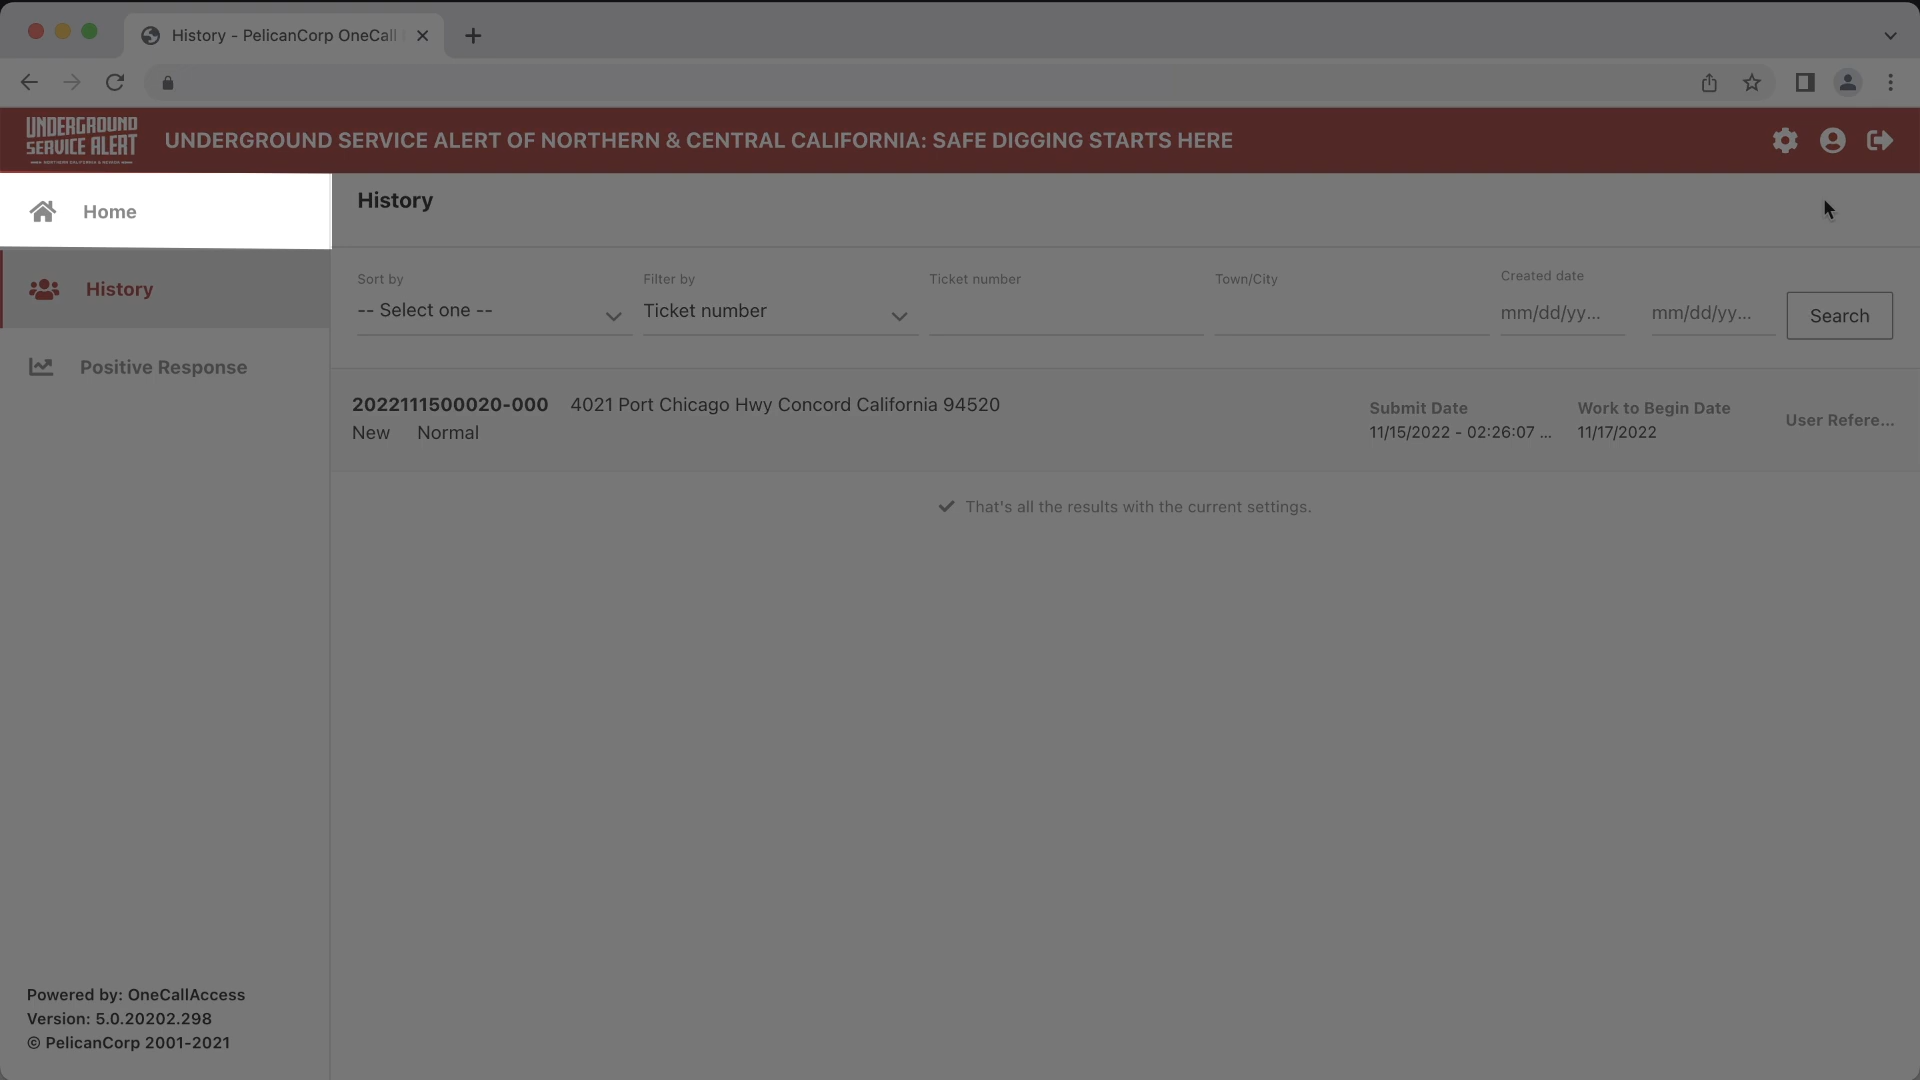 History - PelicanCorp OneCall
UNDERGROUND
SERVICE ALERT
UNDERGROUND SERVICE ALERT OF NORTHERN & CENTRAL CALIFORNIA: SAFE DIGGING STARTS HERE
Home
History
Positive Response
Powered by: OneCallAccess
Version: 5.0.20202.298
© PelicanCorp 2001-2021
History
Sort by
-- Select one --
Filter by
Ticket number
Ticket number
Town/City
Created date
mm/dd/yy...
mm/dd/yy...
Search
2022111500020-000 4021 Port Chicago Hwy Concord California 94520
New Normal
Submit Date
11/15/2022 - 02:26:07 ...
Work to Begin Date
11/17/2022
User Refere...
That's all the results with the current settings.